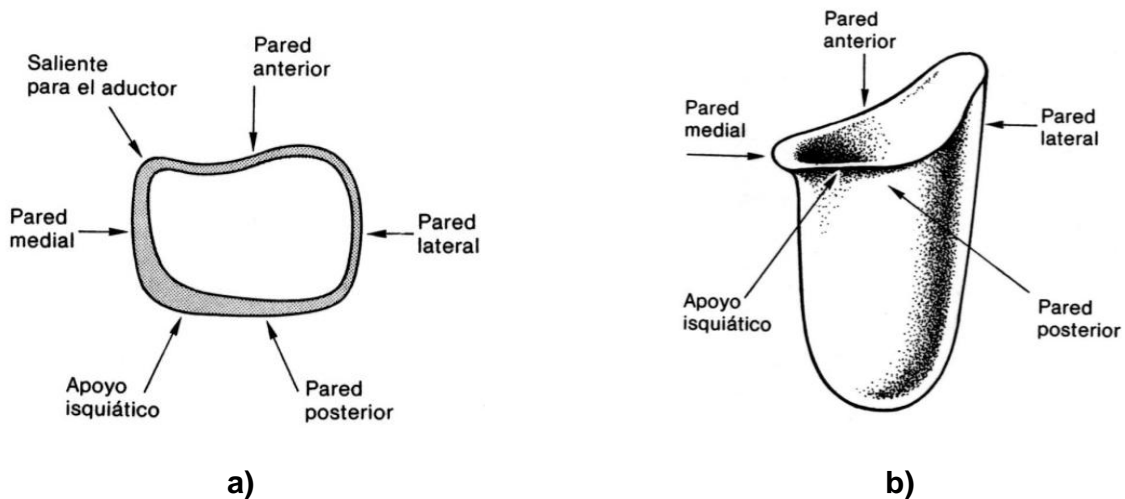 Saliente
para el aductor
Pared
anterior
Pared
medial
Pared
lateral
Apoyo
isquiático
Pared
posterior
a)
Pared
anterior
Pared
medial
Pared
lateral
Apoyo
isquiático
Pared
posterior
b)